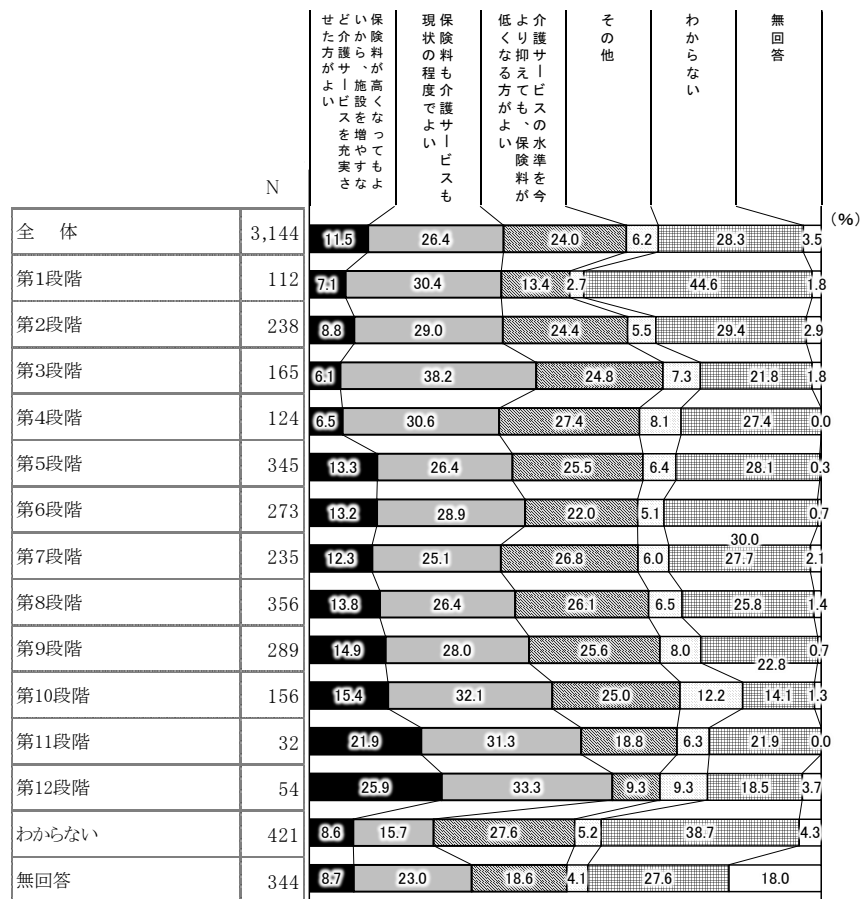 保険料が高くなってもよ
いから、施設を増やすな
ど介護サービスを充実さ
せた方がよい
保険料も介護サービスも
現状の程度でよい
介護サービスの水準を今
より抑えても、保険料が
低くなる方がよい
その他
わからない
無回答
N
(%)
全　体 3,144 11.5 26.4 24.0 6.2 28.3 3.5
第1段階 112 7.1 30.4 13.4 2.7 44.6 1.8
第2段階 238 8.8 29.0 24.4 5.5 29.4 2.9
第3段階 165 6.1 38.2 24.8 7.3 21.8 1.8
第4段階 124 6.5 30.6 27.4 8.1 27.4 0.0
第5段階 345 13.3 26.4 25.5 6.4 28.1 0.3
第6段階 273 13.2 28.9 22.0 5.1 30.0 0.7
第7段階 235 12.3 25.1 26.8 6.0 27.7 2.1
第8段階 356 13.8 26.4 26.1 6.5 25.8 1.4
第9段階 289 14.9 28.0 25.6 8.0 22.8 0.7
第10段階 156 15.4 32.1 25.0 12.2 14.1 1.3
第11段階 32 21.9 31.3 18.8 6.3 21.9 0.0
第12段階 54 25.9 33.3 9.3 9.3 18.5 3.7
わからない 421 8.6 15.7 27.6 5.2 38.7 4.3
無回答 344 8.7 23.0 18.6 4.1 27.6 18.0